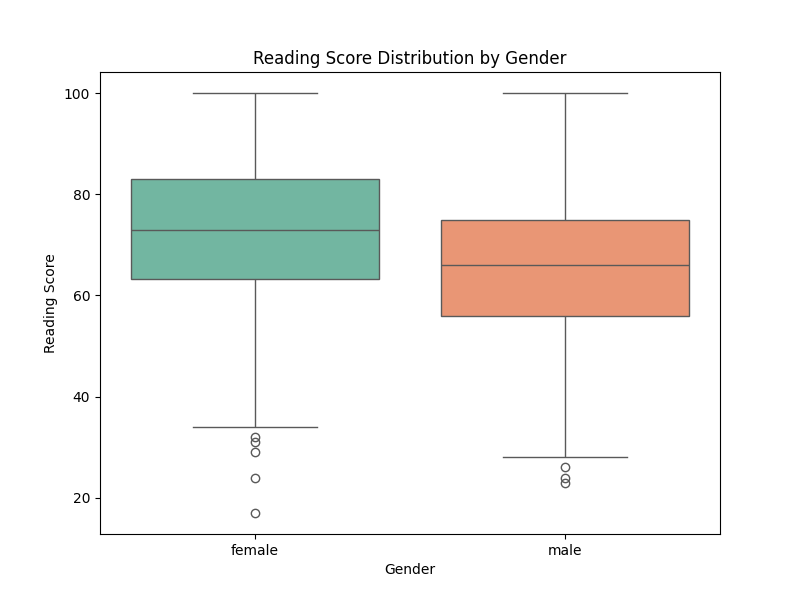 Reading Score Distribution by Gender
100
80
60
40
20
Reading Score
female
male
Gender